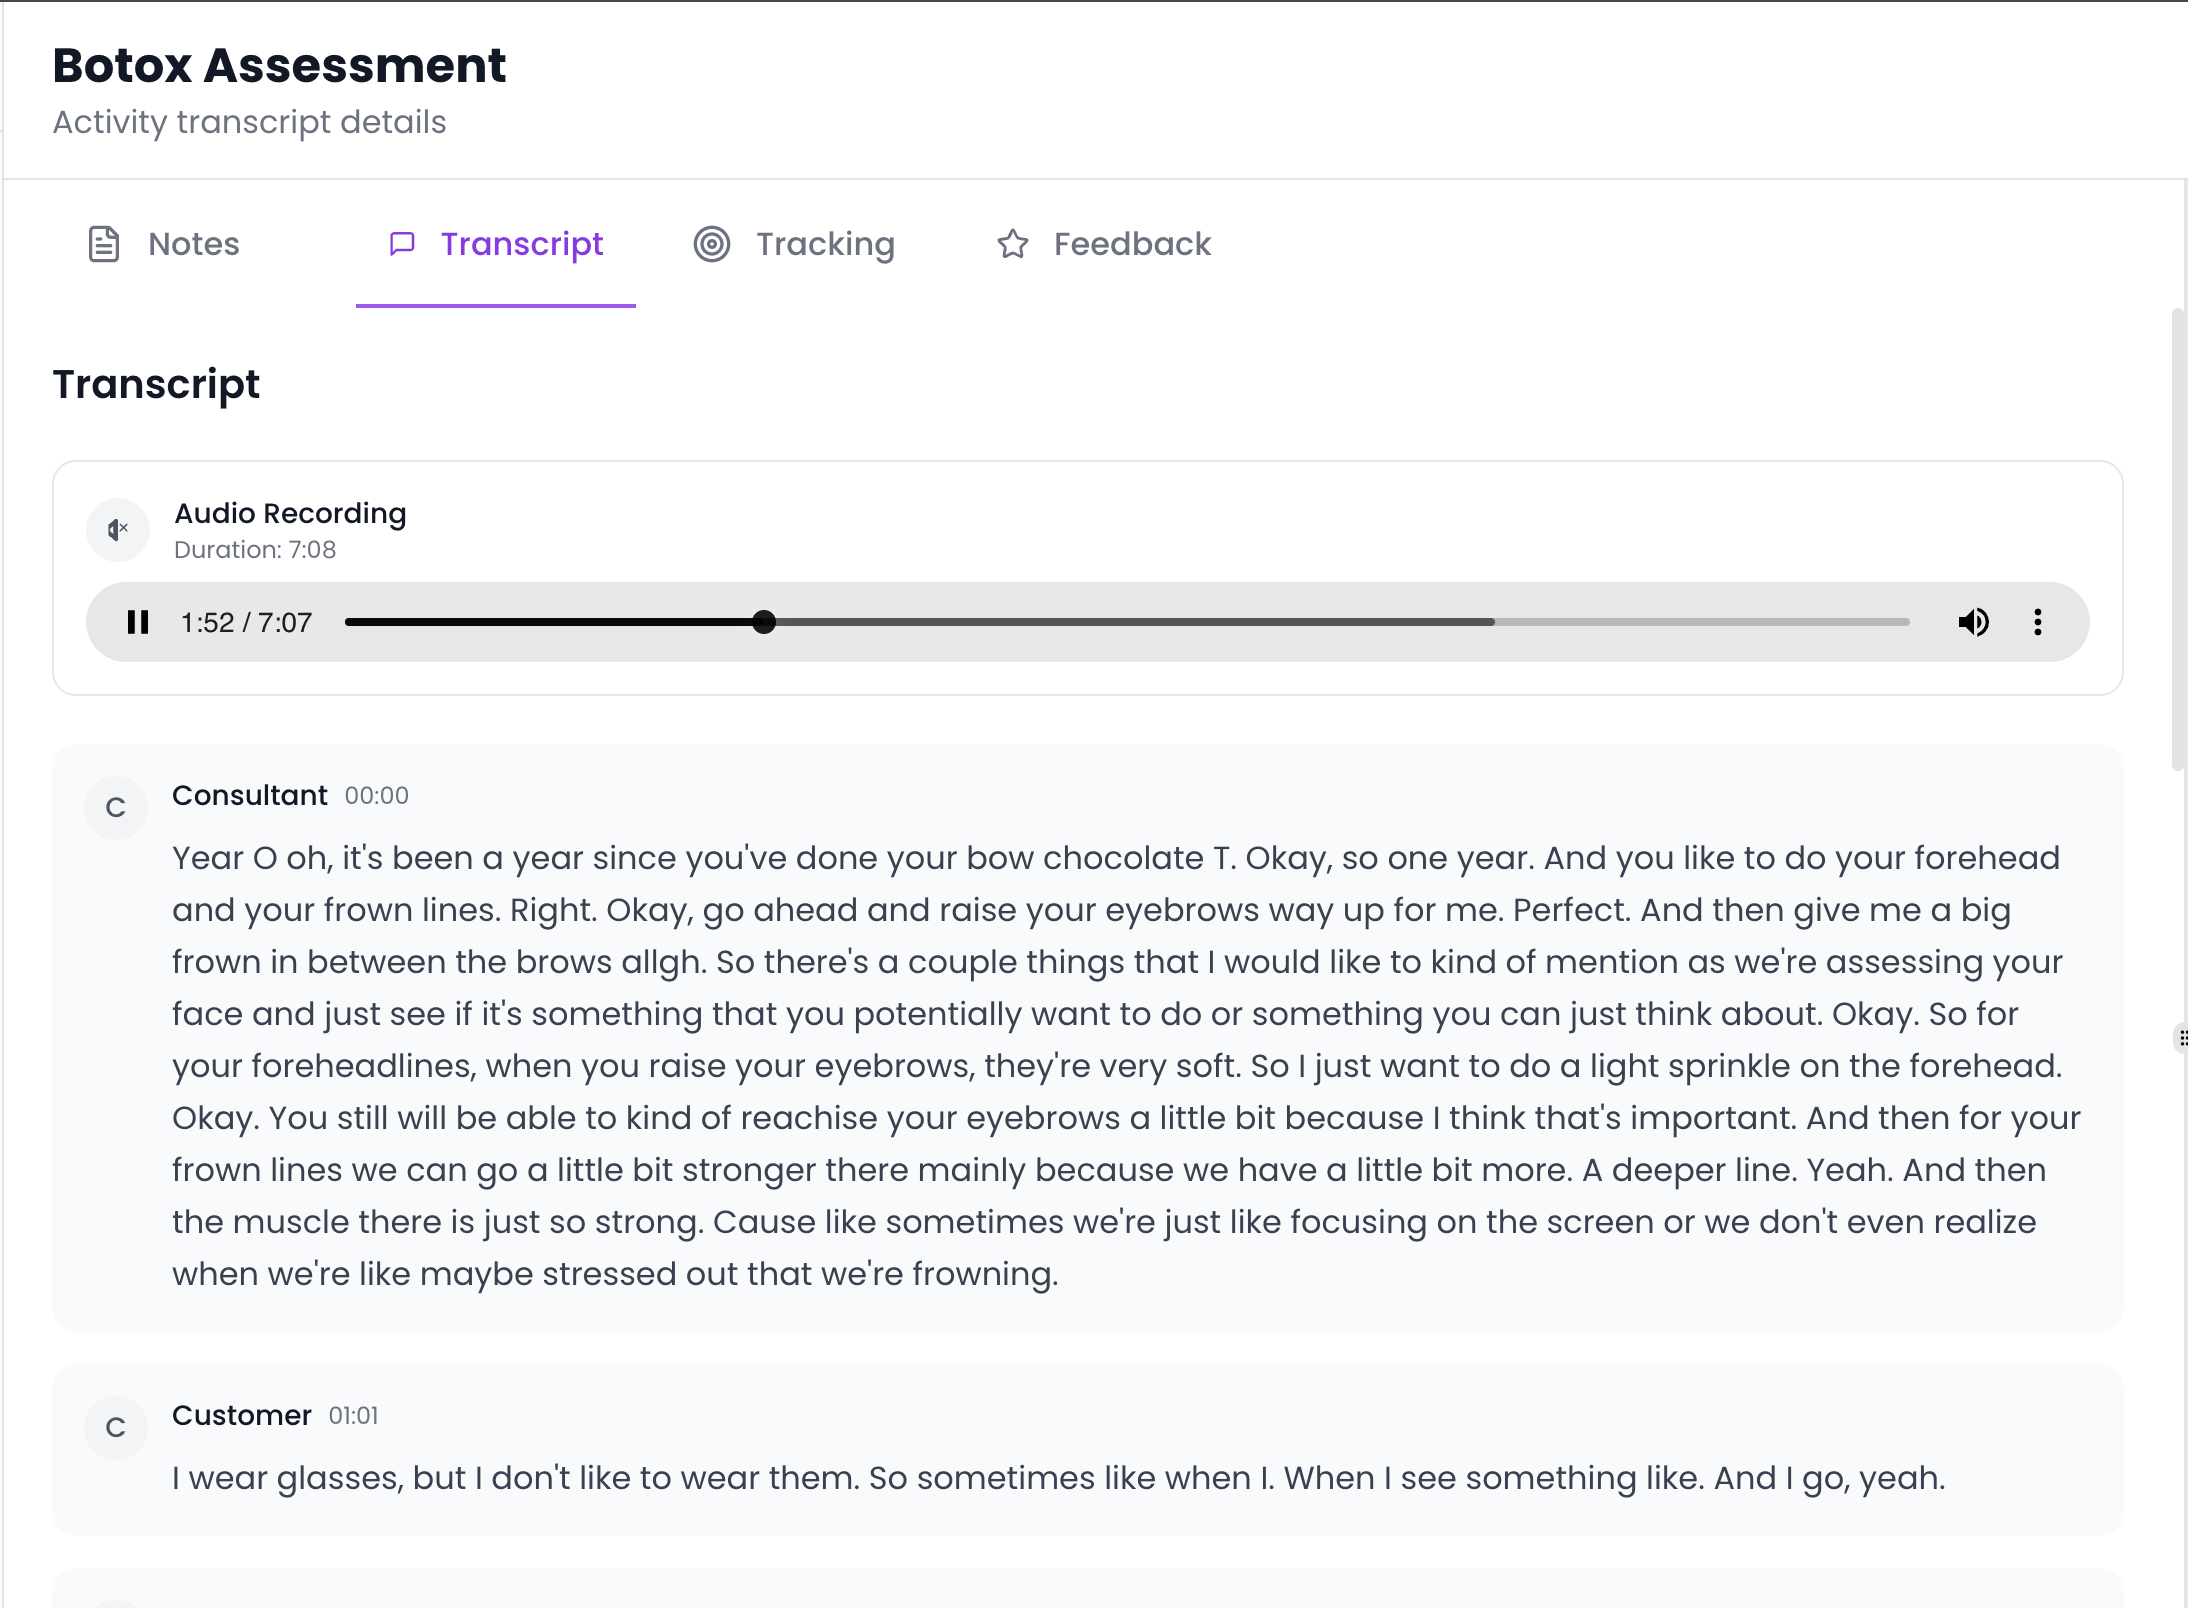 Botox Assessment
Activity transcript details
Notes
Transcript
Tracking
Feedback
Transcript
Audio Recording
Duration: 7:08
1:52 / 7:07
C
Consultant 00:00
Year O oh, it's been a year since you've done your bow chocolate T. Okay, so one year. And you like to do your forehead
and your frown lines. Right. Okay, go ahead and raise your eyebrows way up for me. Perfect. And then give me a big
frown in between the brows allgh. So there's a couple things that I would like to kind of mention as we're assessing your
face and just see if it's something that you potentially want to do or something you can just think about. Okay. So for
your foreheadlines, when you raise your eyebrows, they're very soft. So I just want to do a light sprinkle on the forehead.
Okay. You still will be able to kind of reachise your eyebrows a little bit because I think that's important. And then for your
frown lines we can go a little bit stronger there mainly because we have a little bit more. A deeper line. Yeah. And then
the muscle there is just so strong. Cause like sometimes we're just like focusing on the screen or we don't even realize
when we're like maybe stressed out that we're frowning.
C
Customer 01:01
I wear glasses, but I don't like to wear them. So sometimes like when I. When I see something like. And I go, yeah.